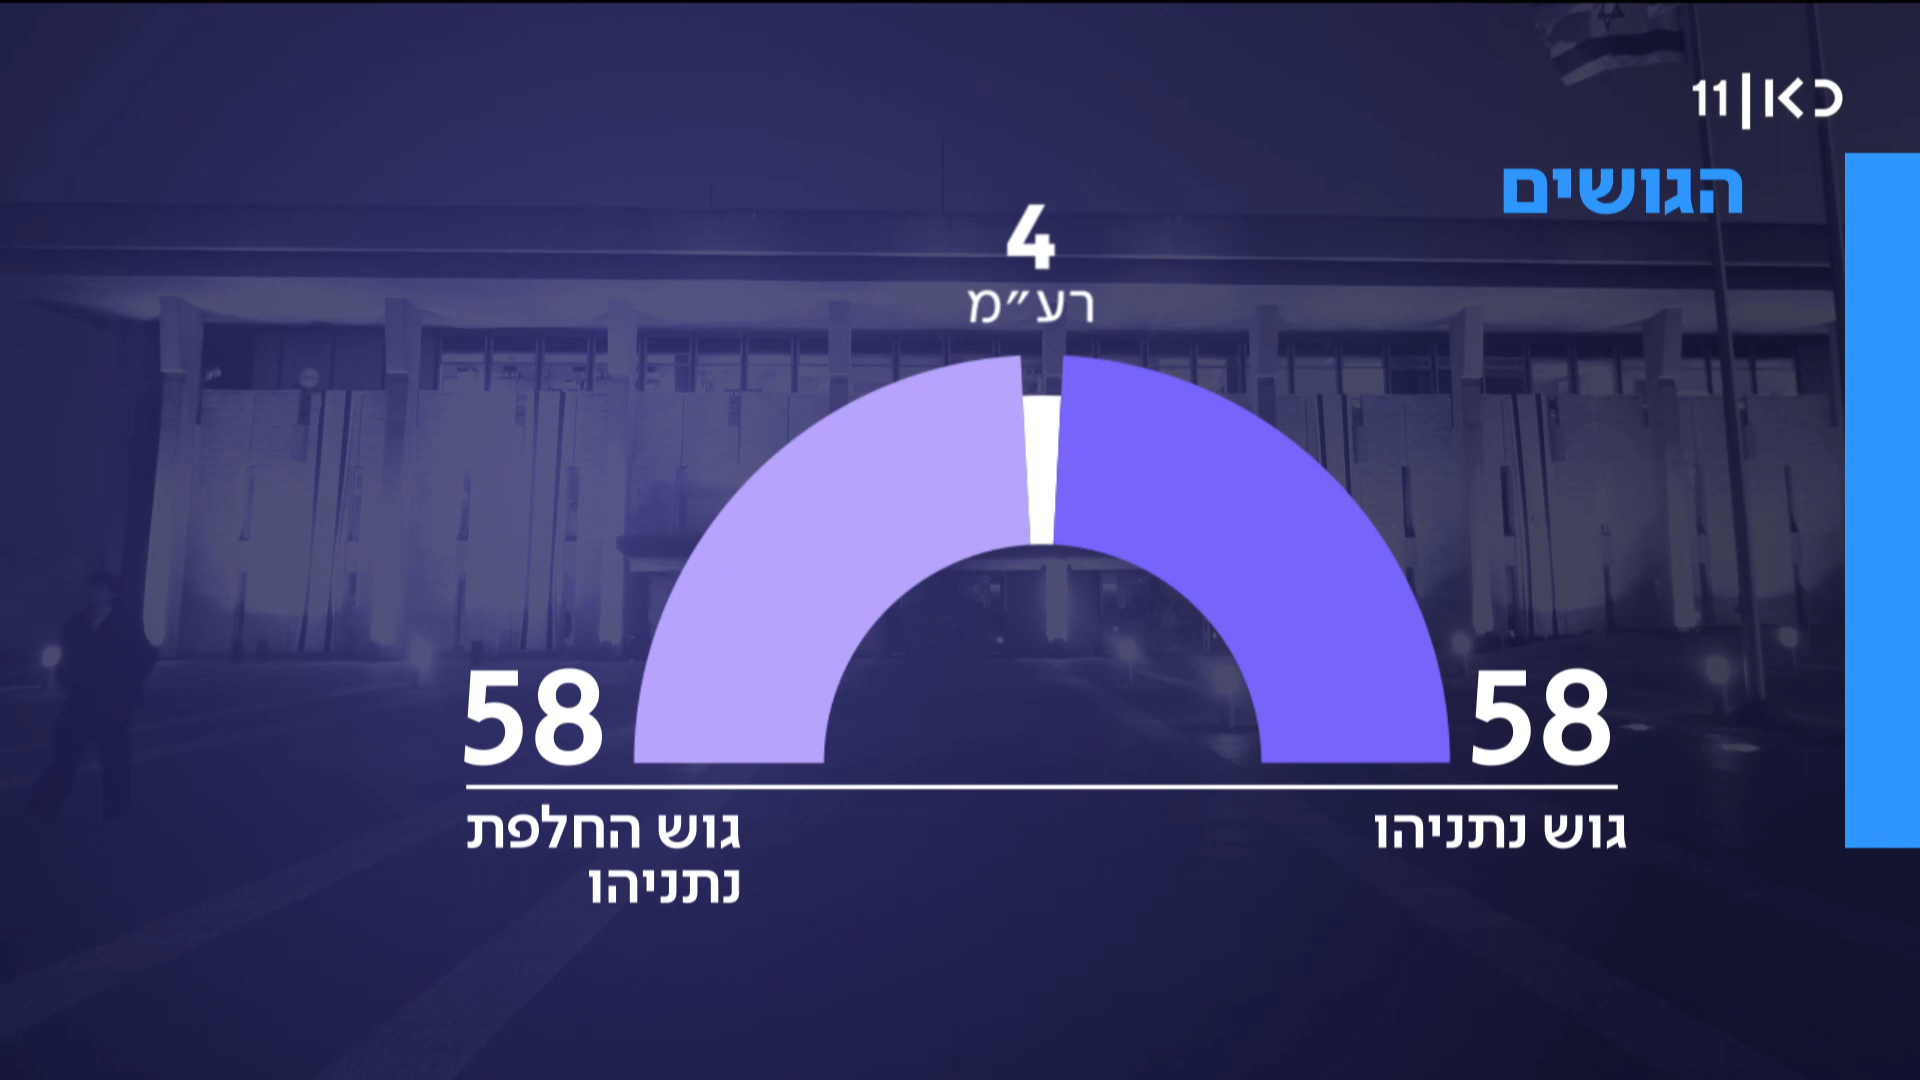 כאן|11
הגושים
4
רע״מ
58
58
גוש נתניהו
גוש החלפת
נתניהו